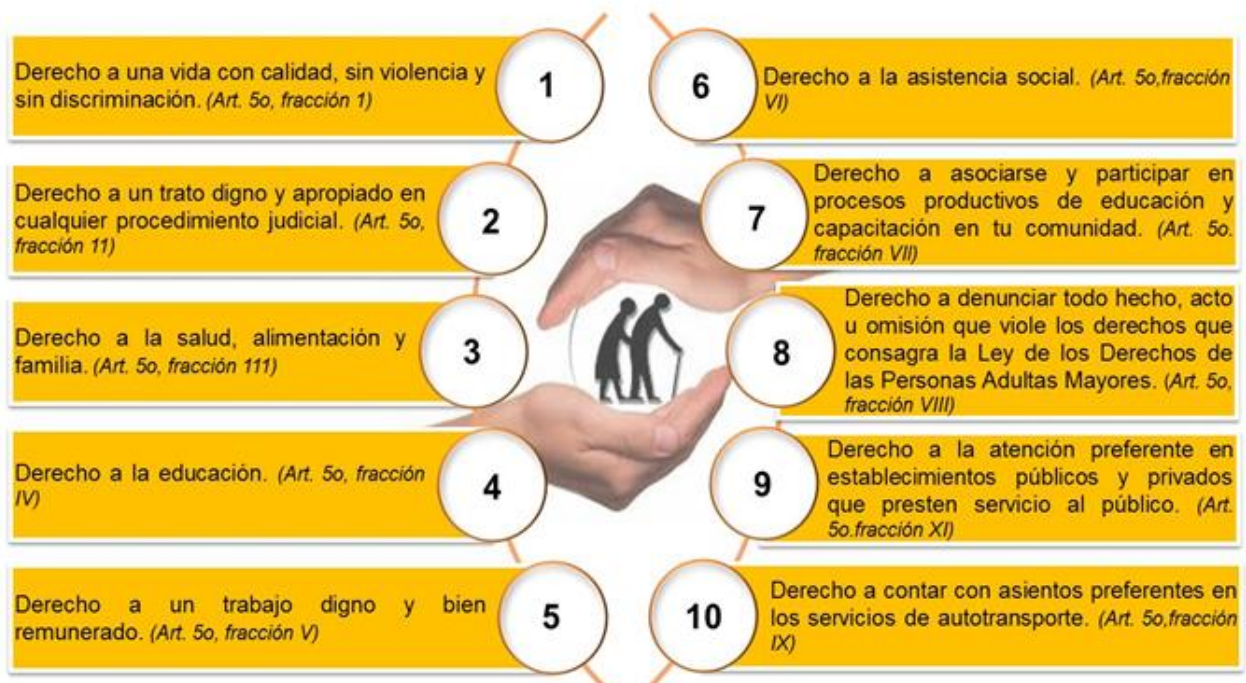 Derecho a una vida con calidad, sin violencia y
sin discriminación. (Art. 5o, fracción 1)
1
Derecho a un trato digno y apropiado en
cualquier procedimiento judicial. (Art. 5o,
fracción 11)
2
Derecho a la salud, alimentación y
familia. (Art. 5o, fracción 111)
3
Derecho a la educación. (Art. 5o, fracción
IV)
4
Derecho a un trabajo digno y bien
remunerado. (Art. 5o, fracción V)
5
6
Derecho a la asistencia social. (Art. 5o,fracción
VI)
7
Derecho a asociarse y participar en
procesos productivos de educación y
capacitación en tu comunidad. (Art. 5o.
fracción VII)
8
Derecho a denunciar todo hecho, acto
u omisión que viole los derechos que
consagra la Ley de los Derechos de
las Personas Adultas Mayores. (Art. 5o,
fracción VIII)
9
Derecho a la atención preferente en
establecimientos públicos y privados
que presten servicio al público. (Art.
5o.fracción XI)
10
Derecho a contar con asientos preferentes en
los servicios de autotransporte. (Art. 5o,fracción
IX)